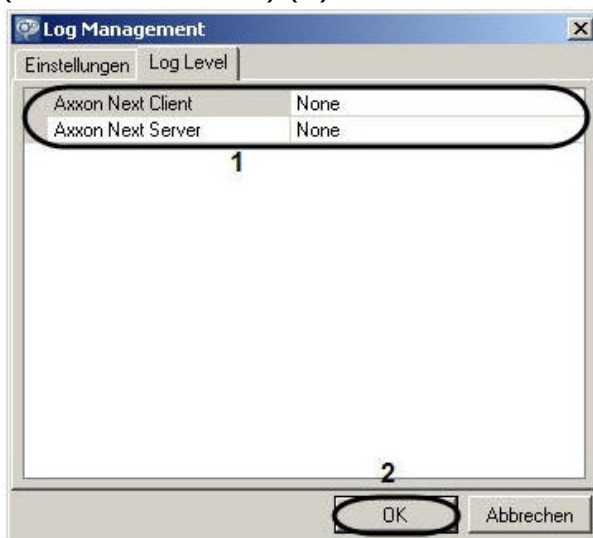 Log Management
Einstellungen Log Level
Axxon Next Client None
Axxon Next Server None
1
2
OK Abbrechen